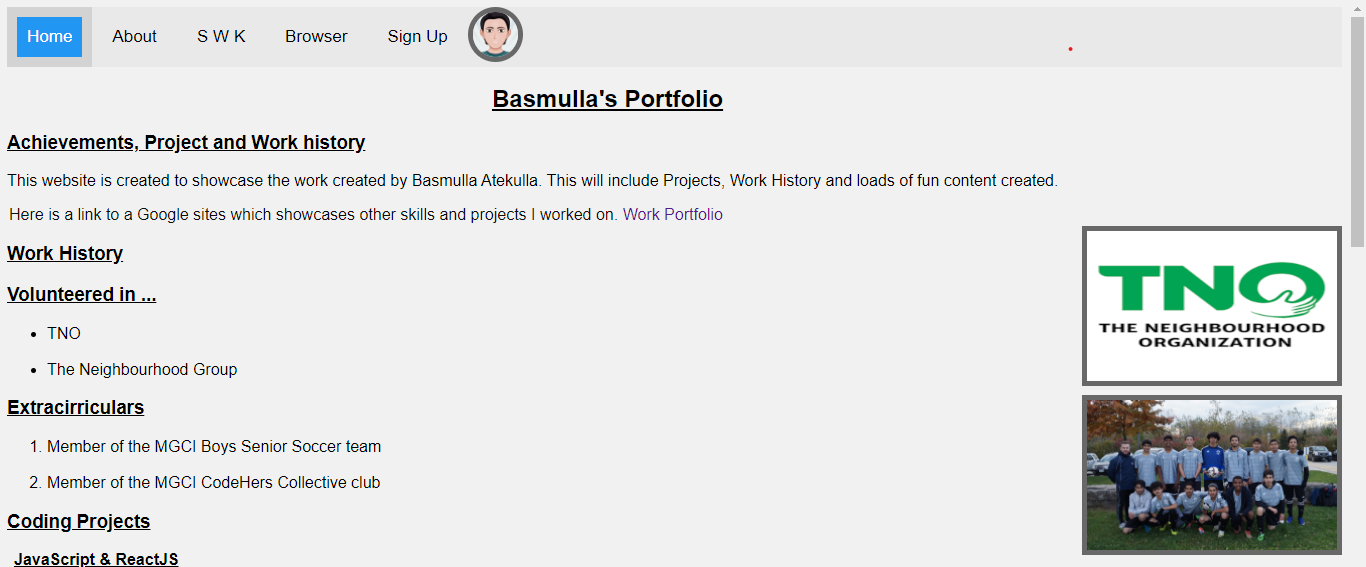 Home About S W K Browser Sign Up
Basmulla's Portfolio
Achievements, Project and Work history
This website is created to showcase the work created by Basmulla Atekulla. This will include Projects, Work History and loads of fun content created.
Here is a link to a Google sites which showcases other skills and projects I worked on. Work Portfolio
Work History
Volunteered in ...
• TNO
• The Neighbourhood Group
TNO
THE NEIGHBOURHOOD
ORGANIZATION
Extracirriculars
1. Member of the MGCI Boys Senior Soccer team
2. Member of the MGCI CodeHers Collective club
Coding Projects
JavaScript & ReactJS